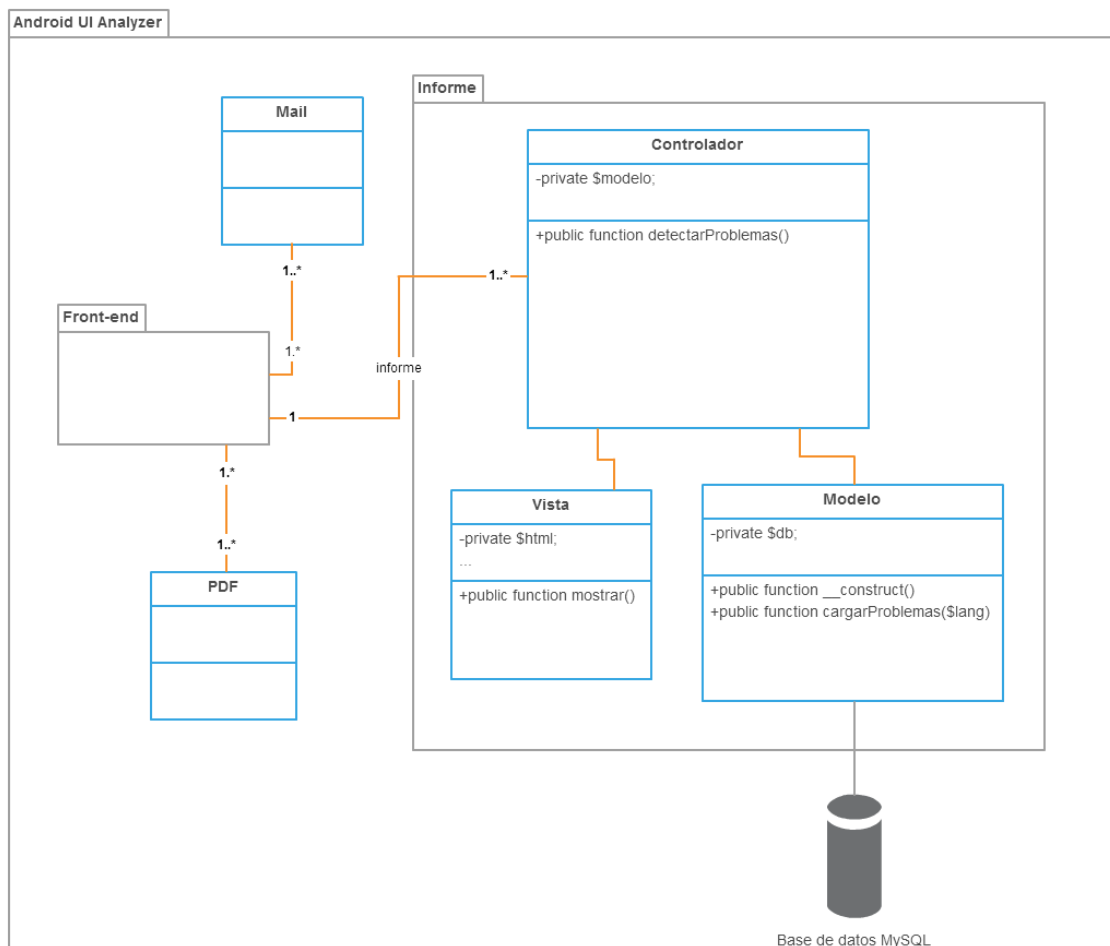 Android UI Analyzer
Informe
Mail
Controlador
-private $modelo;
+public function detectarProblemas()
1..*
1..*
Front-end
1.*
informe
1
1.*
1..*
PDF
Vista
-private $html;
...
+public function mostrar()
Modelo
-private $db;
+public function __construct()
+public function cargarProblemas($lang)
Base de datos MySQL